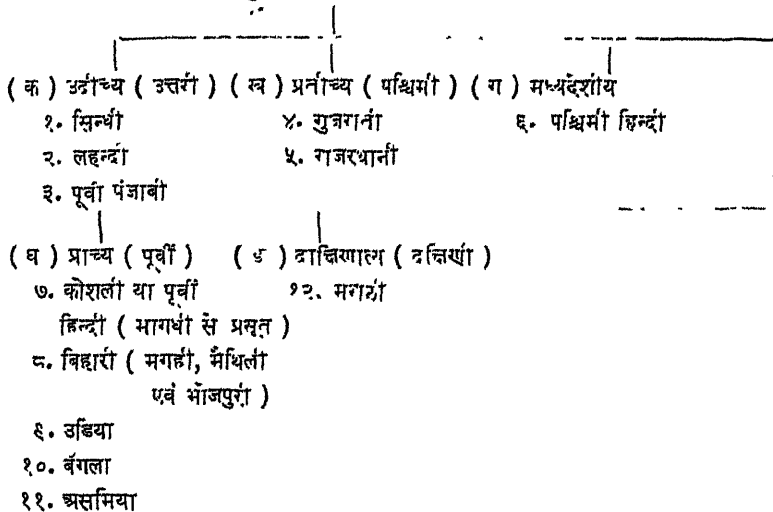 ( क ) उदीच्य ( उत्तरी ) ( ख ) प्रतीच्य ( पश्चिमी ) ( ग ) मध्यदेशीय
१. सिन्धी ४. गुजराती ६. पश्चिमी हिन्दी
२. लहन्दी ५. राजस्थानी
३. पूर्वी पंजाबी
( घ ) प्राच्य ( पूर्वी ) ( ङ ) दाक्षिणात्य ( दक्षिणी )
७. कोशली या पूर्वी १२. मराठी
हिन्दी ( मागधी से प्रसृत )
८. बिहारी ( मगही, मैथिली
एवं भोजपुरी )
९. उडिया
१०. बँगला
११. असमिया